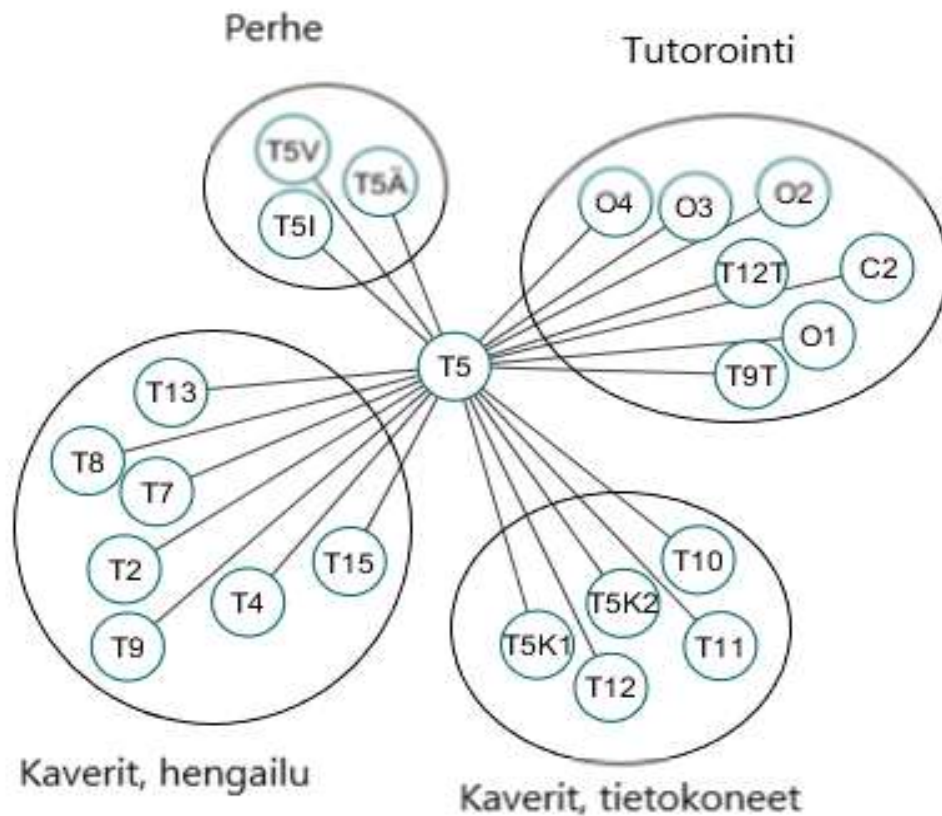 Perhe
Tutorointi
T5V
T5Ä
T5I
O4
O3
O2
T12T
C2
O1
T9T
T5
T13
T8
T7
T2
T15
T4
T9
T10
T5K2
T5K1
T11
T12
Kaverit, hengailu
Kaverit, tietokoneet